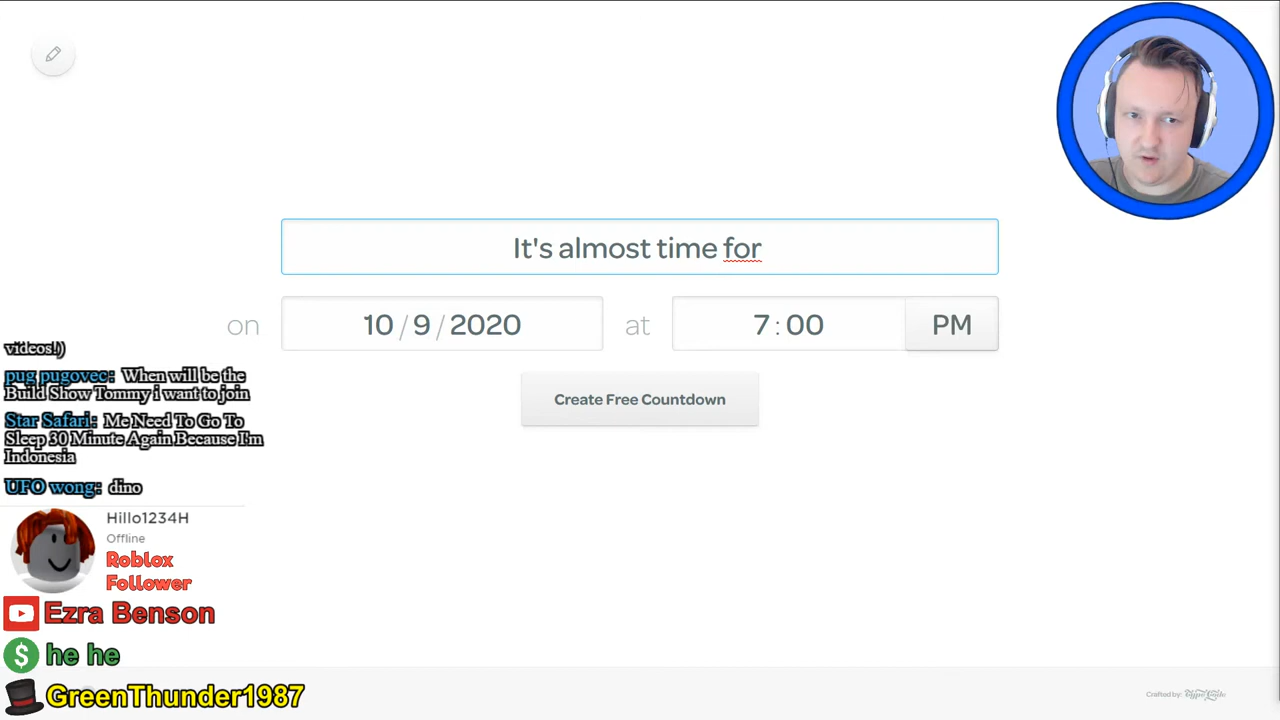 It's almost time for
on 10 / 9 / 2020 at 7 : 00 PM
Create Free Countdown
videos!)
pug pugovec: When will be the
Build Show Tommy i want to join
Star Safari: Me Need To Go To
Sleep 30 Minute Again Because I'm
Indonesia
UFO wong: dino
Hillo1234H
Offline
Roblox
Follower
Ezra Benson
$ he he
GreenThunder1987
Crafted by: